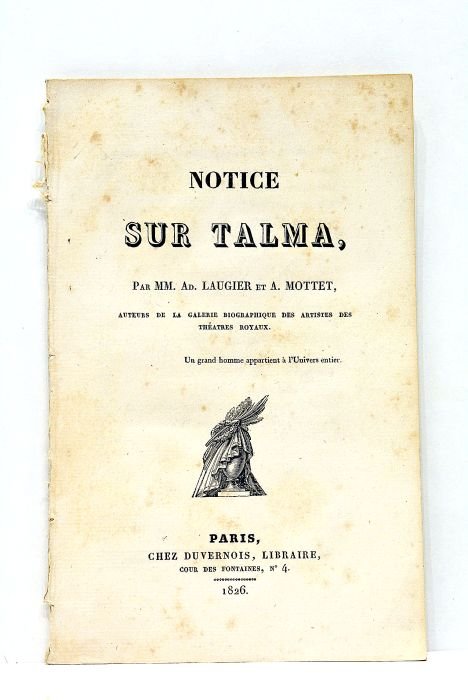 NOTICE
SUR TALMA,
PAR MM. AD. LAUGIER ET A. MOTTET,
AUTEURS DE LA GALERIE BIOGRAPHIQUE DES ARTISTES DES
THÉATRES ROYAUX.
Un grand homme appartient à l'Univers entier.
PARIS,
CHEZ DUVERNOIS, LIBRAIRE,
COUR DES FONTAINES, N° 4.
1826.